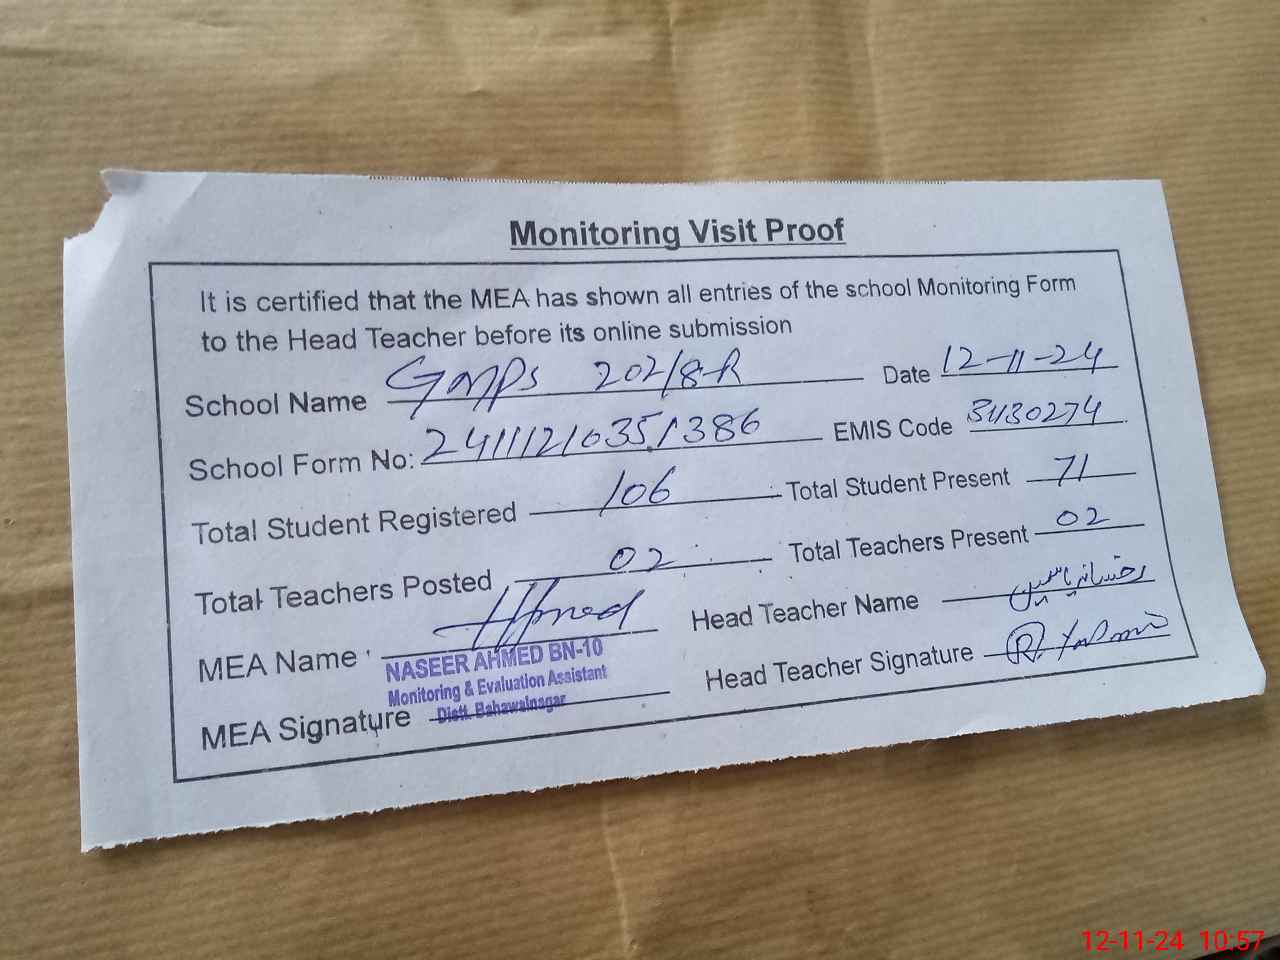 Monitoring Visit Proof
It is certified that the MEA has shown all entries of the school Monitoring Form
to the Head Teacher before its online submission
School Name GMPS 202/8-R Date 12-11-24
School Form No: 24111210351386 EMIS Code 3130274
Total Student Registered 106 Total Student Present 71
Total Teachers Posted 02 Total Teachers Present 02
MEA Name Head Teacher Name رخسانہ یاسمین
NASEER AHMED BN-10
Monitoring & Evaluation Assistant
Distt. Bahawalnagar
MEA Signature Head Teacher Signature
12-11-24 10:57